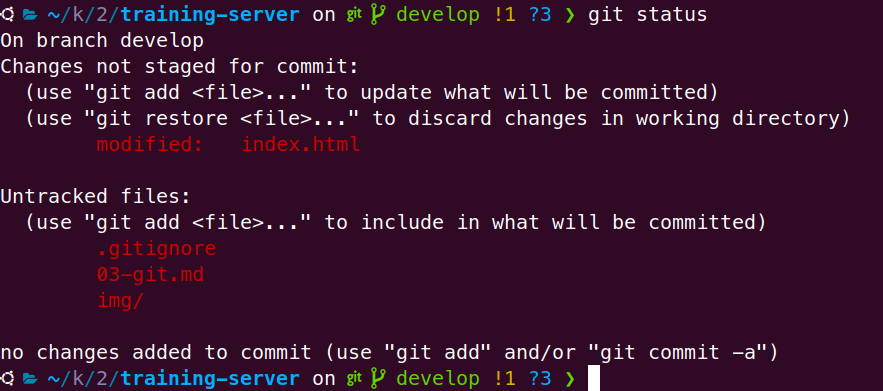 ~/k/2/training-server on git develop !1 ?3 ❯ git status
On branch develop
Changes not staged for commit:
  (use "git add <file>..." to update what will be committed)
  (use "git restore <file>..." to discard changes in working directory)
        modified:   index.html

Untracked files:
  (use "git add <file>..." to include in what will be committed)
        .gitignore
        03-git.md
        img/

no changes added to commit (use "git add" and/or "git commit -a")
~/k/2/training-server on git develop !1 ?3 ❯